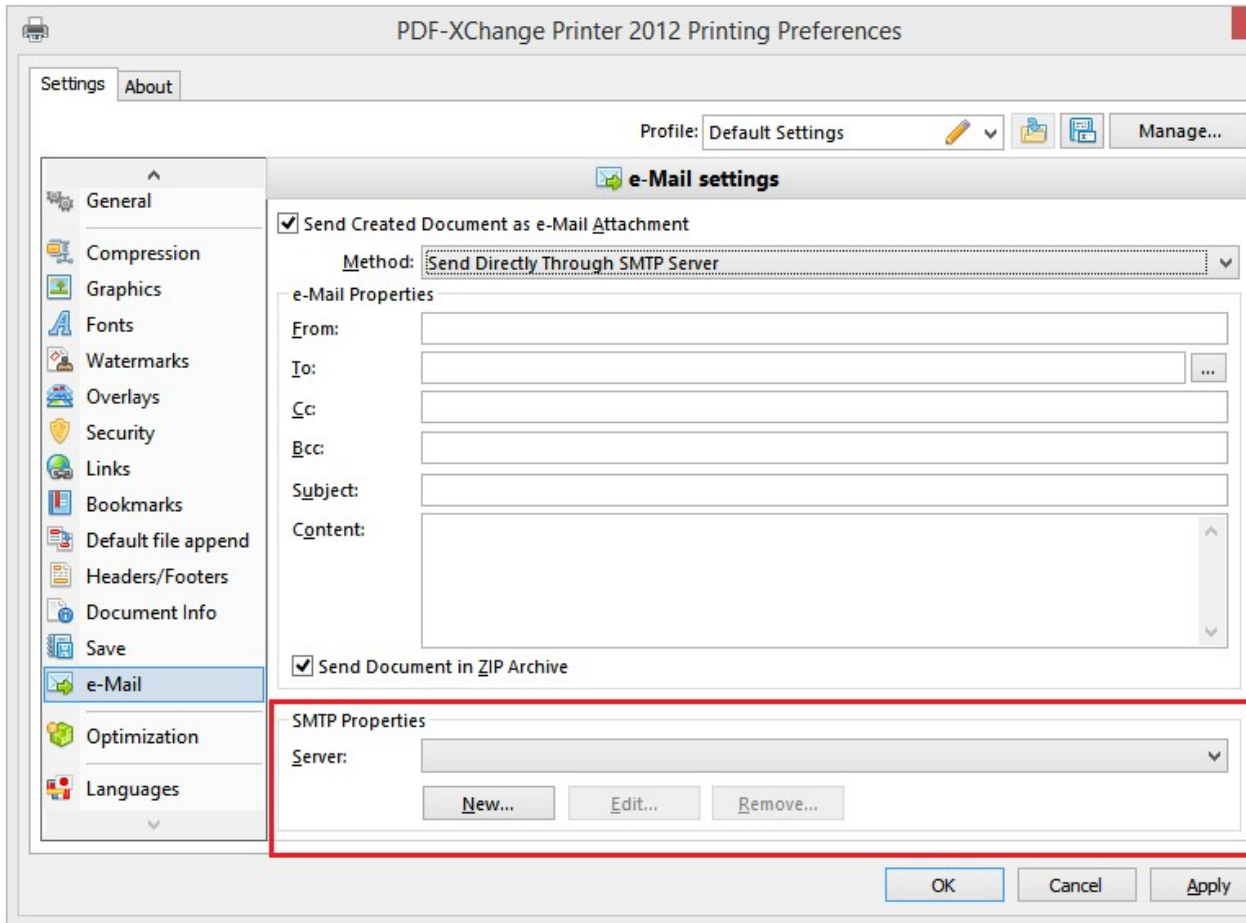 PDF-XChange Printer 2012 Printing Preferences
Settings About
Profile: Default Settings Manage...
General
Compression
Graphics
Fonts
Watermarks
Overlays
Security
Links
Bookmarks
Default file append
Headers/Footers
Document Info
Save
e-Mail
Optimization
Languages
e-Mail settings
Send Created Document as e-Mail Attachment
Method: Send Directly Through SMTP Server
e-Mail Properties
From:
To: ...
Cc:
Bcc:
Subject:
Content:
Send Document in ZIP Archive
SMTP Properties
Server:
New... Edit... Remove...
OK Cancel Apply